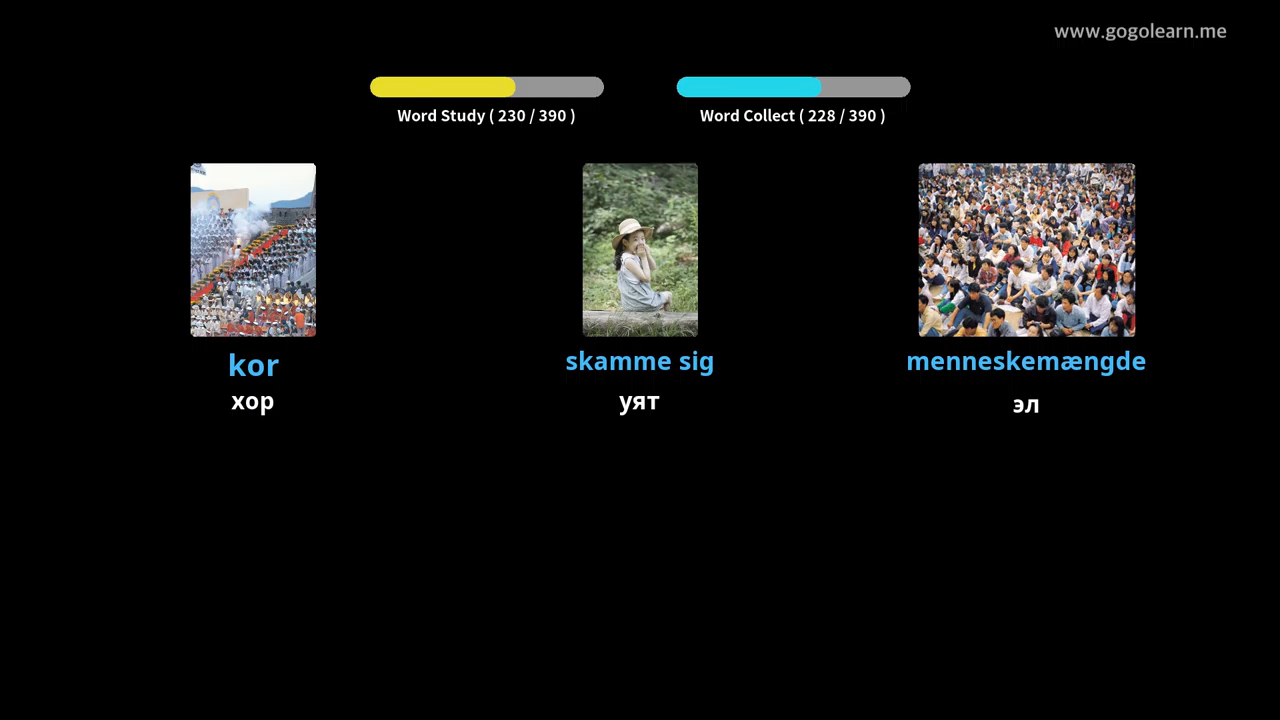 www.gogolearn.me
Word Study ( 230 / 390 )
Word Collect ( 228 / 390 )
kor
skamme sig
menneskemængde
хор
уят
эл